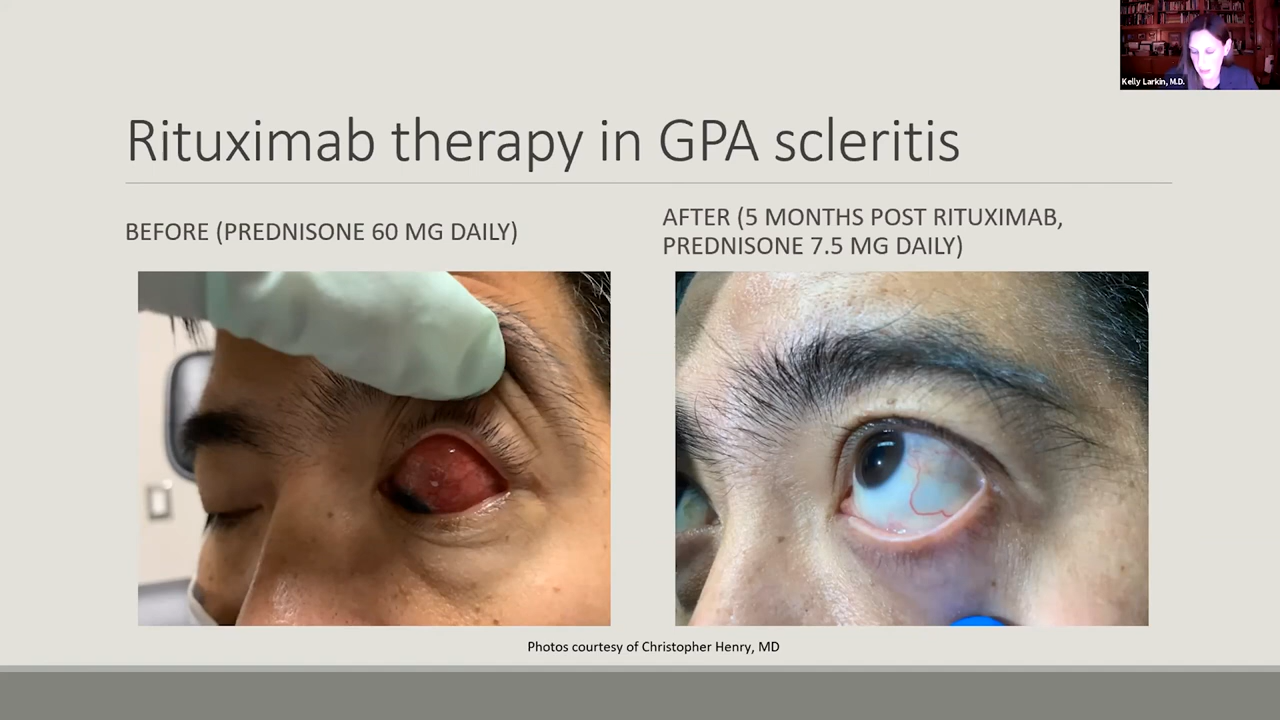 Kelly Larkin, M.D.
Rituximab therapy in GPA scleritis
BEFORE (PREDNISONE 60 MG DAILY)
AFTER (5 MONTHS POST RITUXIMAB,
PREDNISONE 7.5 MG DAILY)
Photos courtesy of Christopher Henry, MD